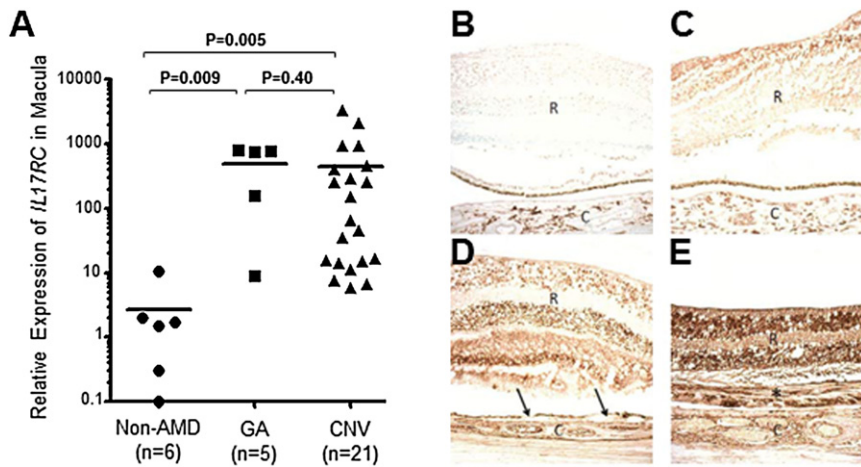 A
P=0.005
P=0.009
P=0.40
Relative Expression of IL17RC in Macula
10000
1000
100
10
1
0.1
Non-AMD
(n=6)
GA
(n=5)
CNV
(n=21)
B
R
C
C
R
C
D
R
C
E
R
*
C